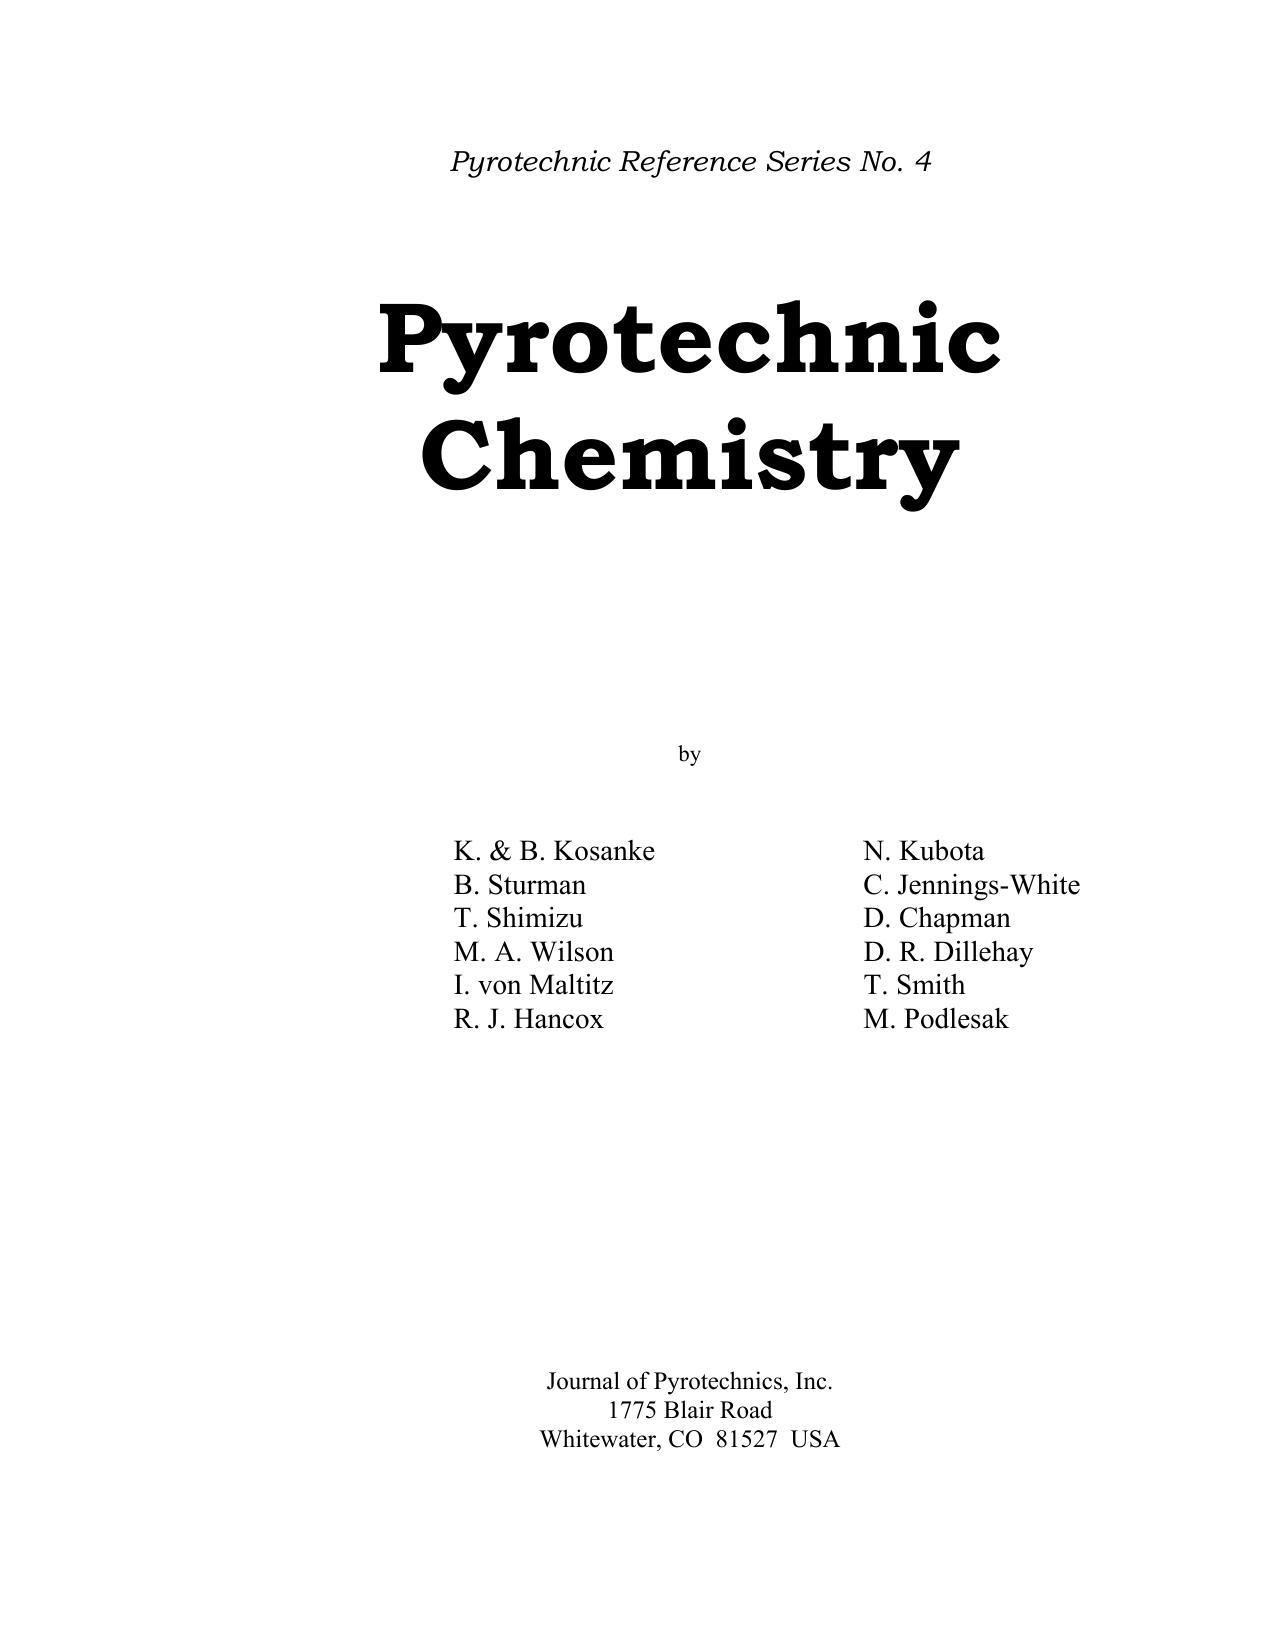 Pyrotechnic Reference Series No. 4
Pyrotechnic
Chemistry
by
K. & B. Kosanke
B. Sturman
T. Shimizu
M. A. Wilson
I. von Maltitz
R. J. Hancox
N. Kubota
C. Jennings-White
D. Chapman
D. R. Dillehay
T. Smith
M. Podlesak
Journal of Pyrotechnics, Inc.
1775 Blair Road
Whitewater, CO 81527 USA